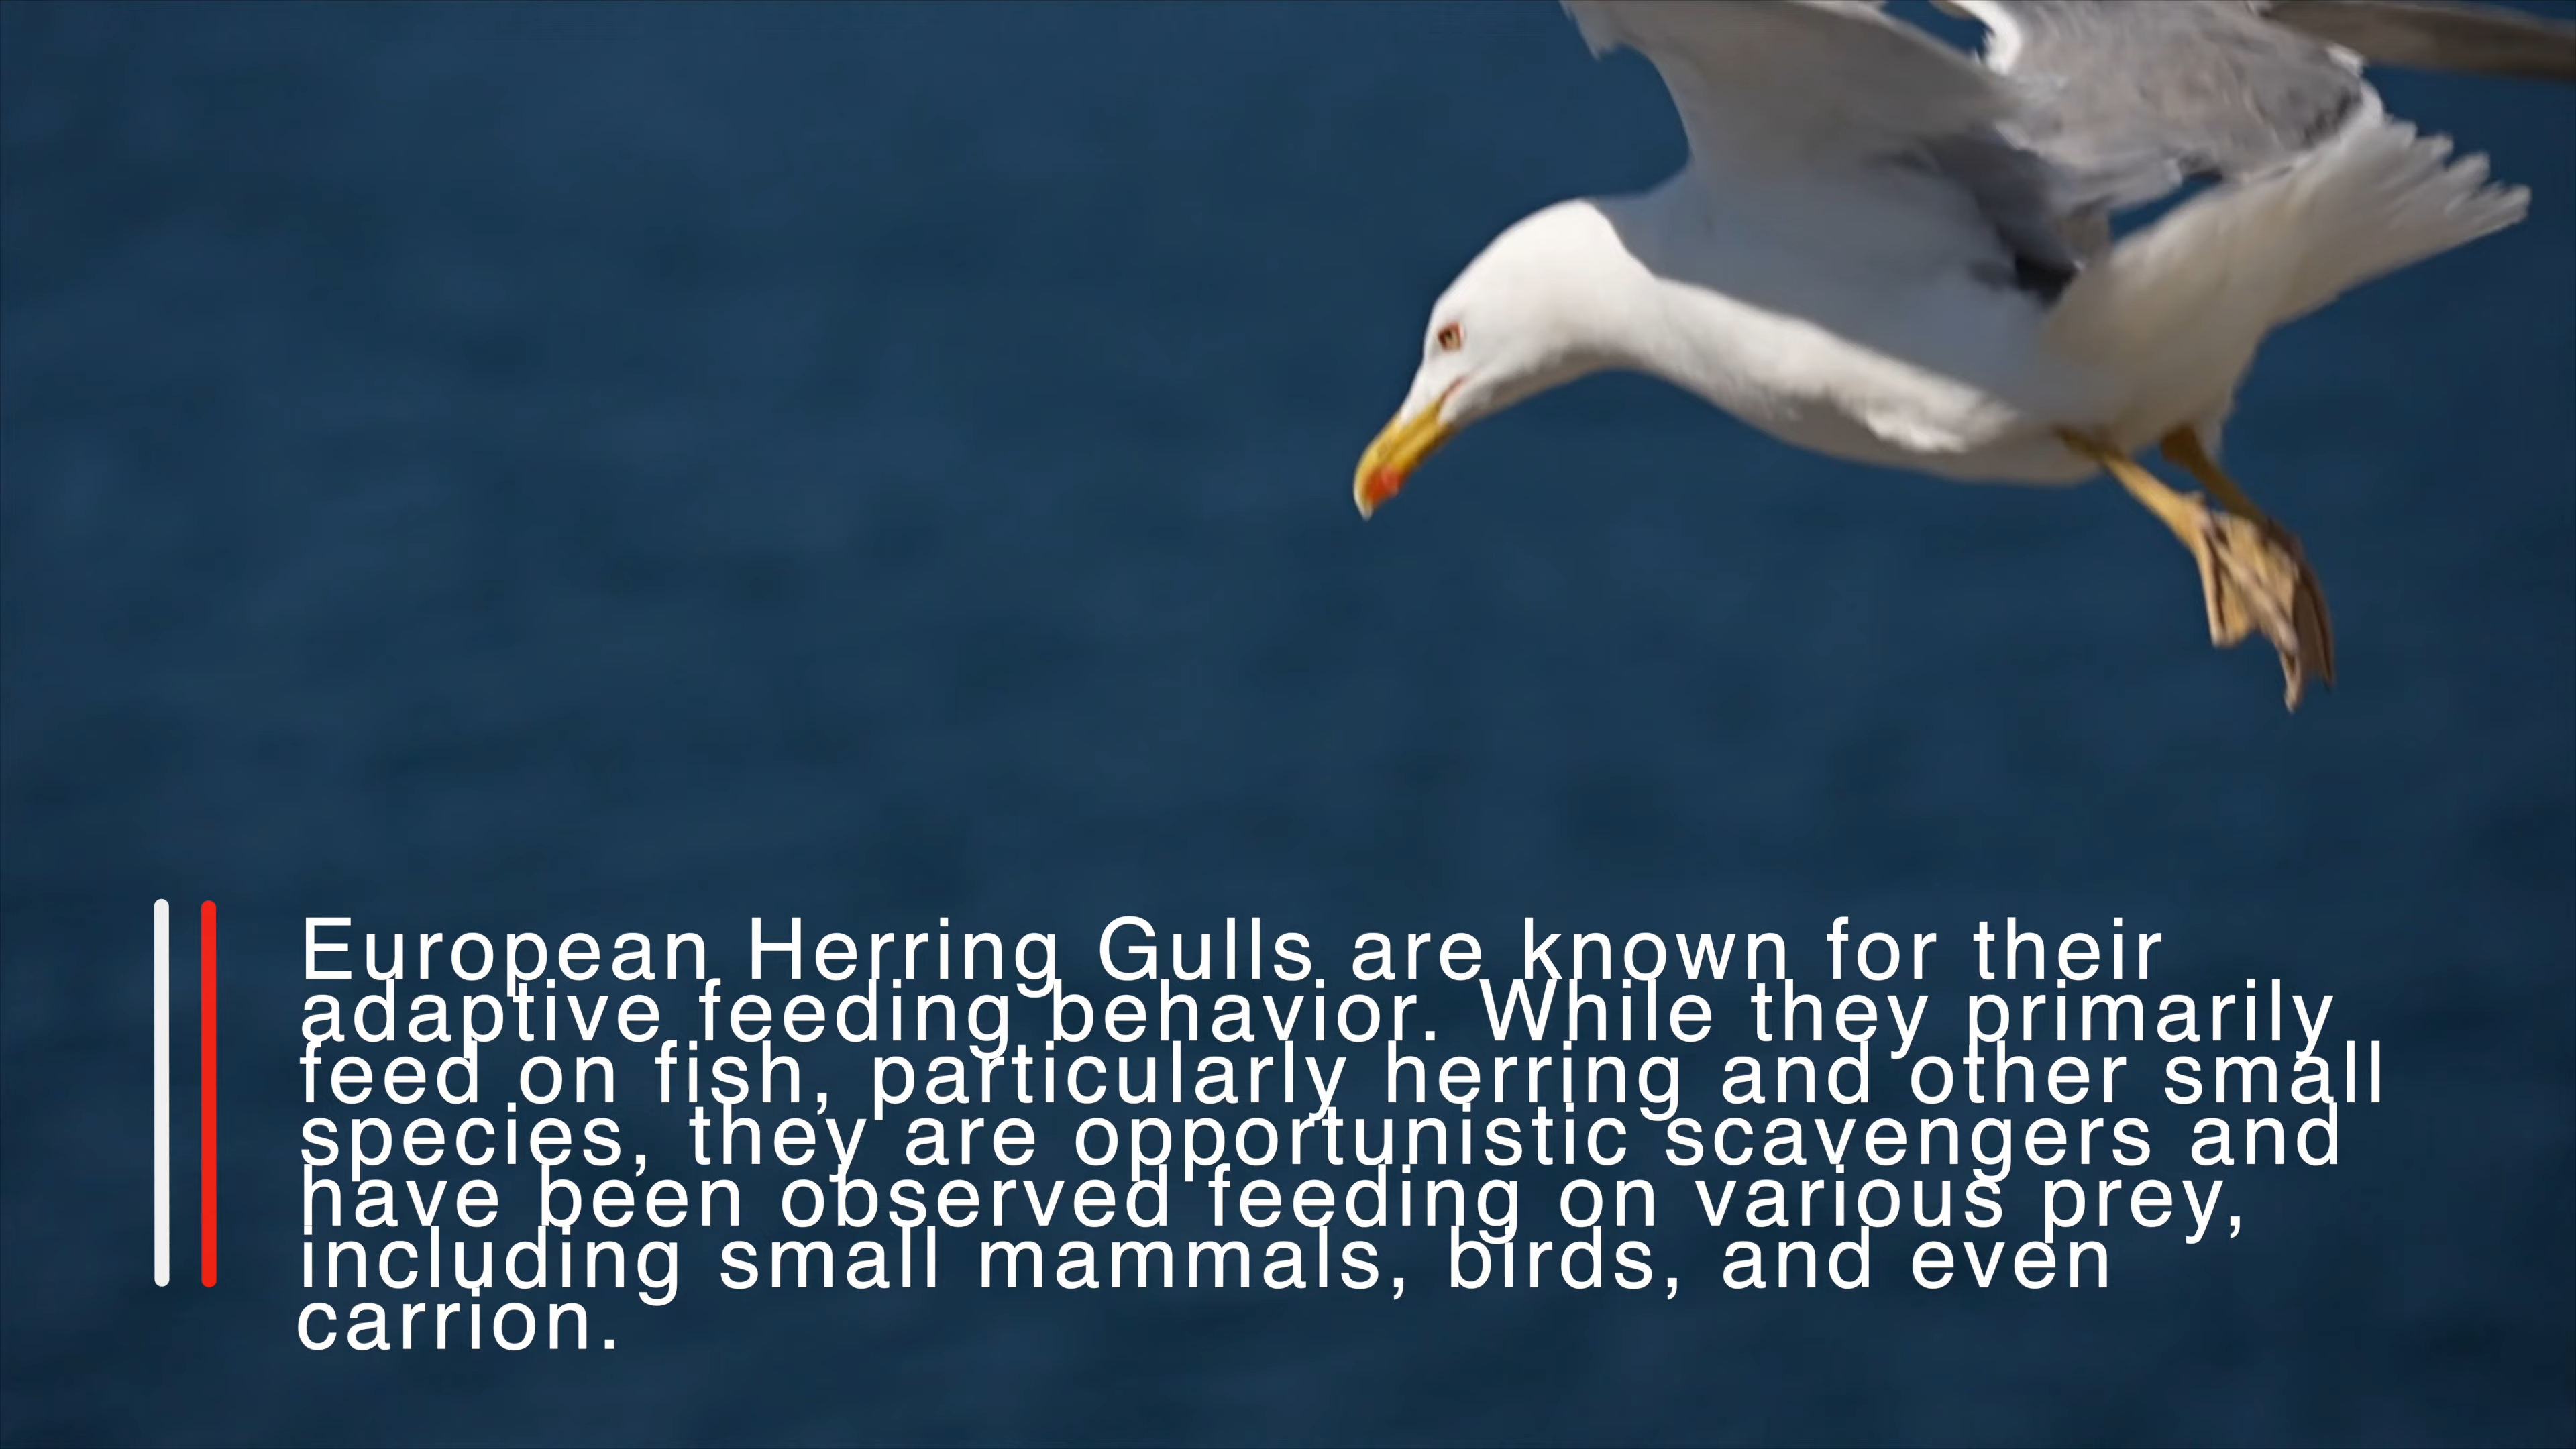 European Herring Gulls are known for their
adaptive feeding behavior. While they primarily
feed on fish, particularly herring and other small
species, they are opportunistic scavengers and
have been observed feeding on various prey,
including small mammals, birds, and even
carrion.